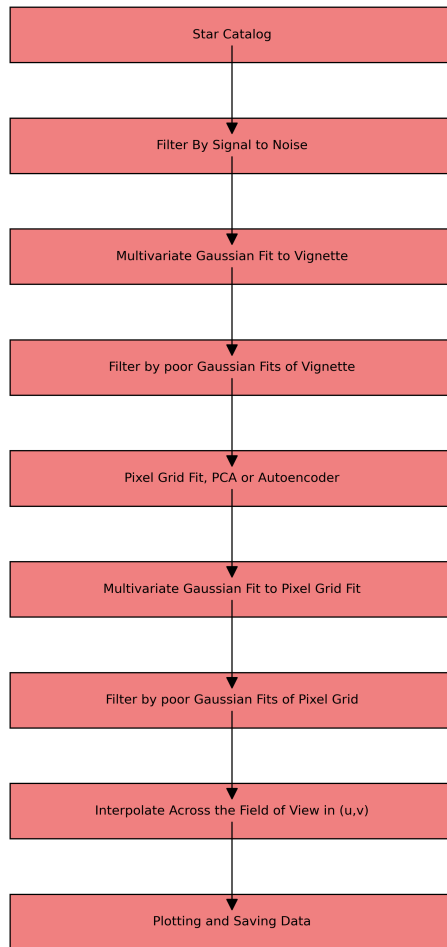 Star Catalog
Filter By Signal to Noise
Multivariate Gaussian Fit to Vignette
Filter by poor Gaussian Fits of Vignette
Pixel Grid Fit, PCA or Autoencoder
Multivariate Gaussian Fit to Pixel Grid Fit
Filter by poor Gaussian Fits of Pixel Grid
Interpolate Across the Field of View in (u,v)
Plotting and Saving Data